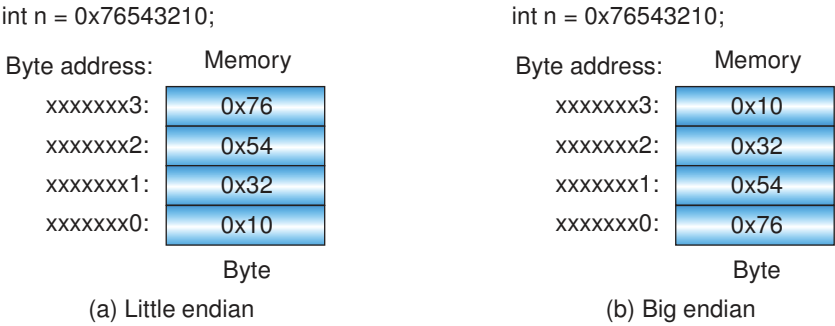 int n = 0x76543210;
Byte address: Memory
xxxxxxx3: 0x76
xxxxxxx2: 0x54
xxxxxxx1: 0x32
xxxxxxx0: 0x10
Byte
(a) Little endian
int n = 0x76543210;
Byte address: Memory
xxxxxxx3: 0x10
xxxxxxx2: 0x32
xxxxxxx1: 0x54
xxxxxxx0: 0x76
Byte
(b) Big endian